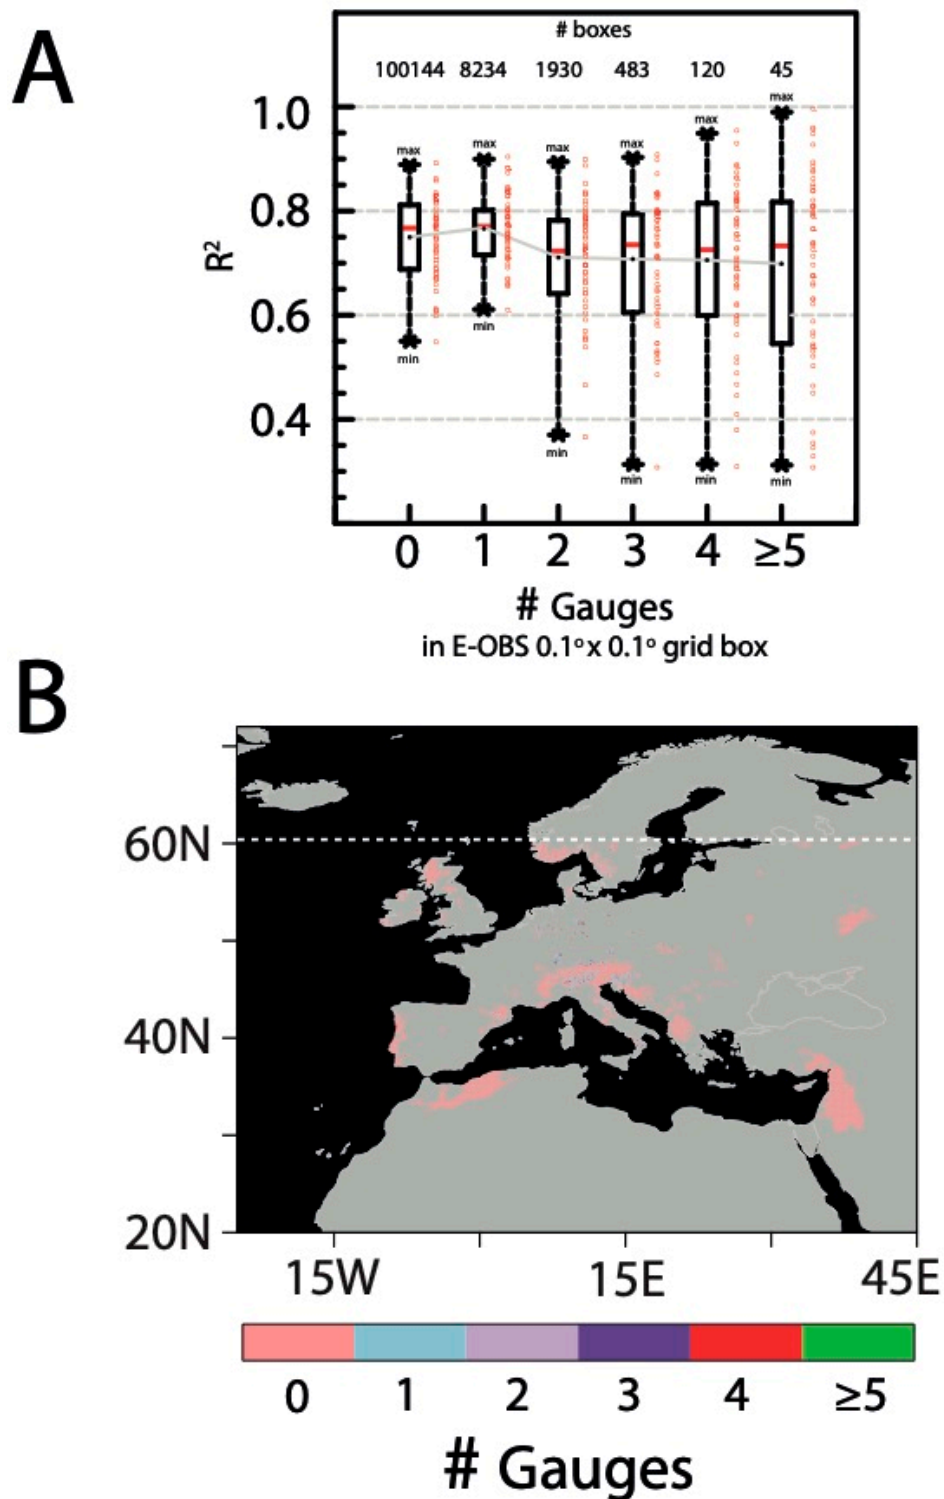 A
# boxes
100144 8234 1930 483 120 45
max max max max max max
1.0
0.8
0.6
0.4
R²
min min min min min min
0 1 2 3 4 ≥5
# Gauges
in E-OBS 0.1º x 0.1º grid box
B
60N
40N
20N
15W 15E 45E
0 1 2 3 4 ≥5
# Gauges